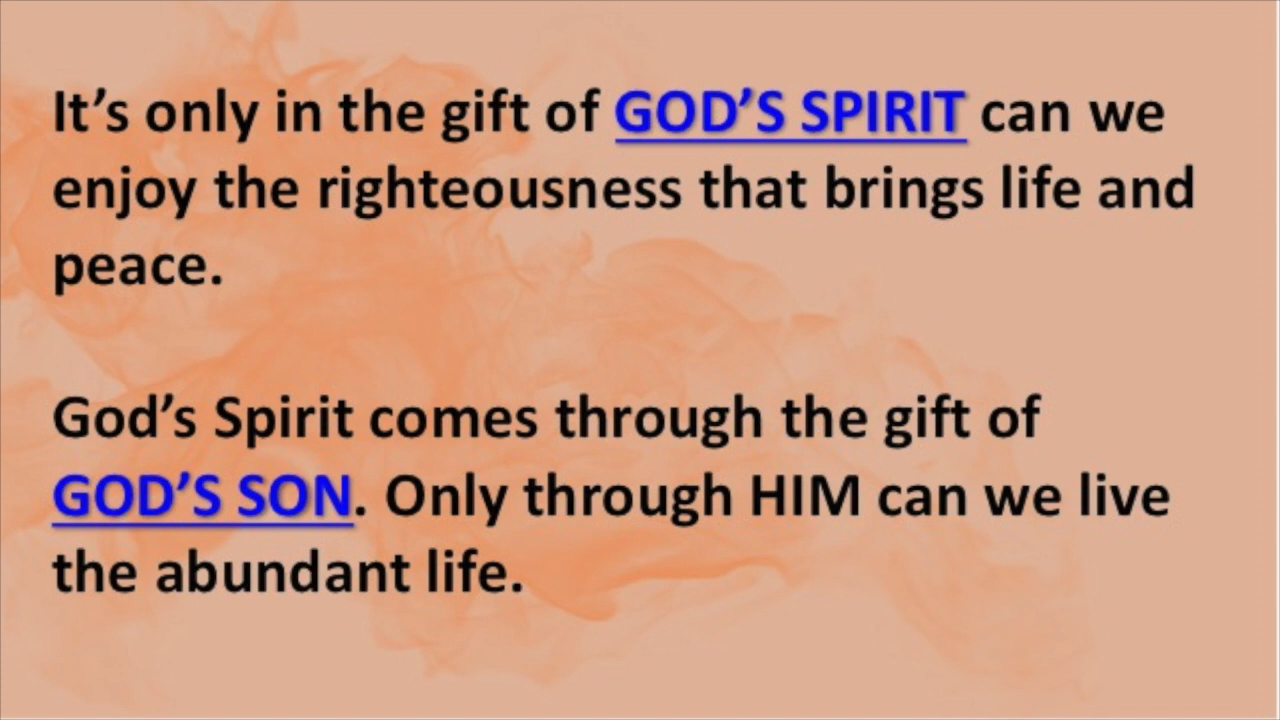 It’s only in the gift of GOD’S SPIRIT can we
enjoy the righteousness that brings life and
peace.
God’s Spirit comes through the gift of
GOD’S SON. Only through HIM can we live
the abundant life.